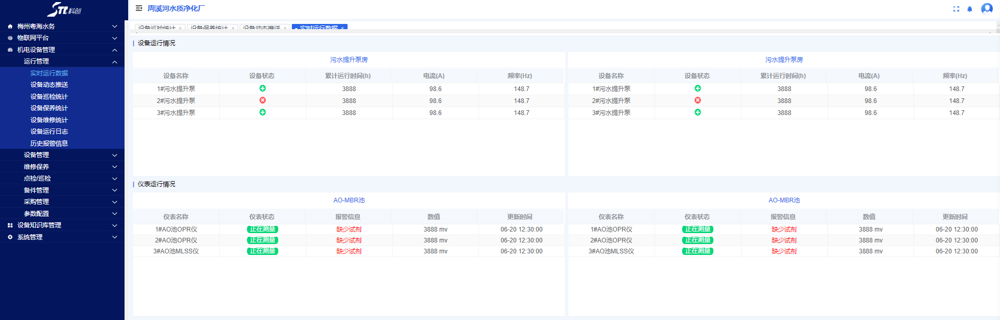 STC科创
周溪河水质净化厂
梅州粤海水务
物联网平台
机电设备管理
运行管理
实时运行数据
设备动态推送
设备巡检统计
设备保养统计
设备维修统计
设备运行日志
历史报警信息
设备管理
维修保养
点检/巡检
备件管理
采购管理
参数配置
设备知识库管理
系统管理
设备巡检统计 × 设备保养统计 × 设备动态推送 × 实时运行数据 ×
设备运行情况
污水提升泵房
设备名称 设备状态 累计运行时间(h) 电流(A) 频率(Hz)
1#污水提升泵 3888 98.6 148.7
2#污水提升泵 3888 98.6 148.7
3#污水提升泵 3888 98.6 148.7
污水提升泵房
设备名称 设备状态 累计运行时间(h) 电流(A) 频率(Hz)
1#污水提升泵 3888 98.6 148.7
2#污水提升泵 3888 98.6 148.7
3#污水提升泵 3888 98.6 148.7
仪表运行情况
AO-MBR池
仪表名称 仪表状态 报警信息 数值 更新时间
1#AO池OPR仪 正在测量 缺少试剂 3888 mv 06-20 12:30:00
2#AO池OPR仪 正在测量 缺少试剂 3888 mv 06-20 12:30:00
3#AO池MLSS仪 正在测量 缺少试剂 3888 mv 06-20 12:30:00
AO-MBR池
仪表名称 仪表状态 报警信息 数值 更新时间
1#AO池OPR仪 正在测量 缺少试剂 3888 mv 06-20 12:30:00
2#AO池OPR仪 正在测量 缺少试剂 3888 mv 06-20 12:30:00
3#AO池MLSS仪 正在测量 缺少试剂 3888 mv 06-20 12:30:00